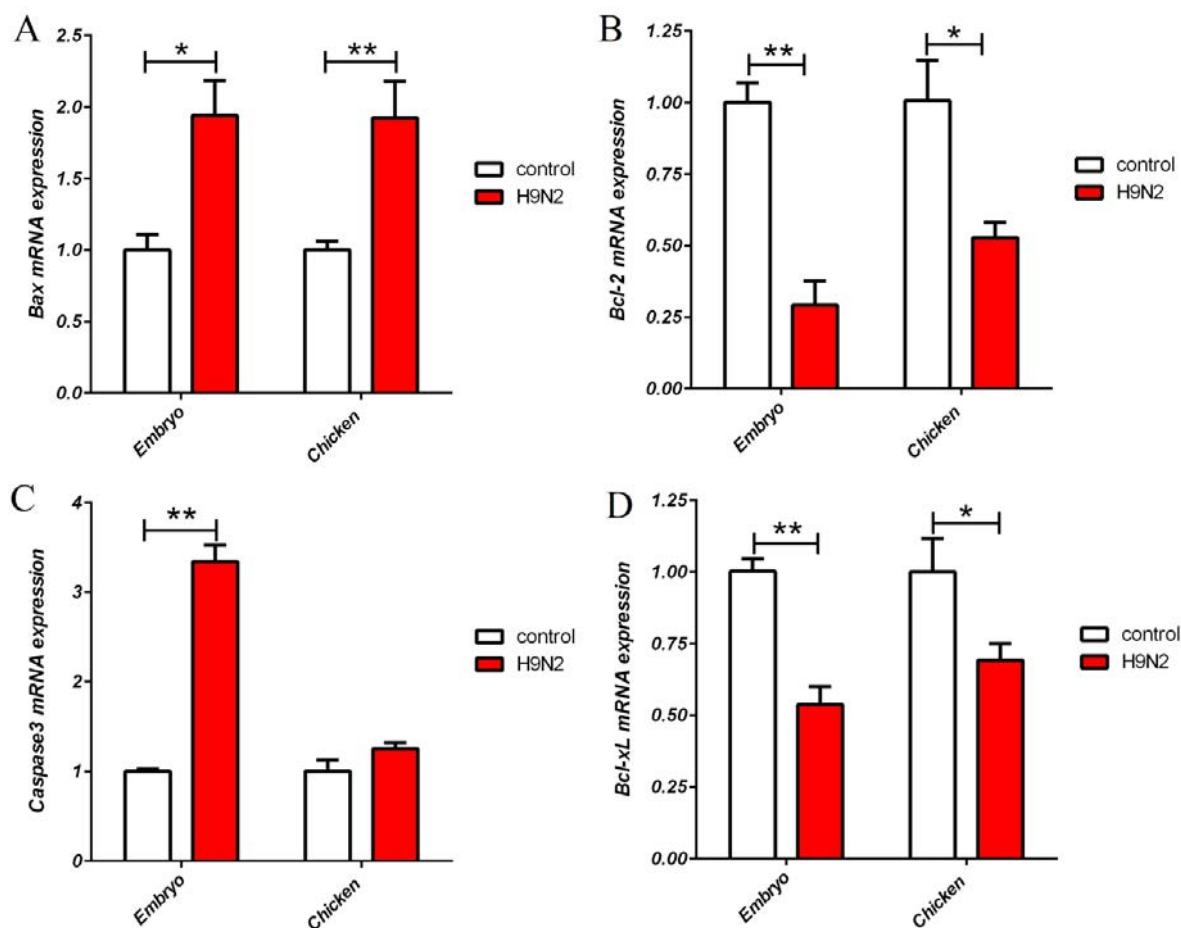 A
Bax mRNA expression
2.5
2.0
1.5
1.0
0.5
0.0
*
**
Embryo
Chicken
control
H9N2
B
Bcl-2 mRNA expression
1.25
1.00
0.75
0.50
0.25
0.00
**
*
Embryo
Chicken
control
H9N2
C
Caspase3 mRNA expression
4
3
2
1
0
**
Embryo
Chicken
control
H9N2
D
Bcl-xL mRNA expression
1.25
1.00
0.75
0.50
0.25
0.00
**
*
Embryo
Chicken
control
H9N2